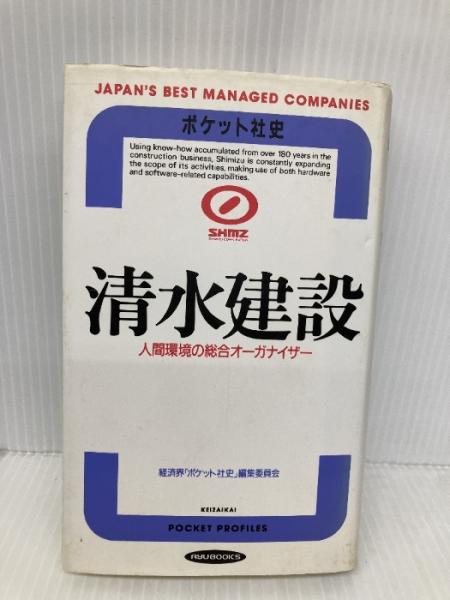 JAPAN'S BEST MANAGED COMPANIES
ポケット社史
Using know-how accumulated from over 180 years in the
construction business, Shimizu is constantly expanding
the scope of its activities, making use of both hardware
and software-related capabilities.
SHMZ
清水建設
人間環境の総合オーガナイザー
経済界「ポケット社史」編集委員会
KEIZAIKAI
POCKET PROFILES
RYUBOOKS